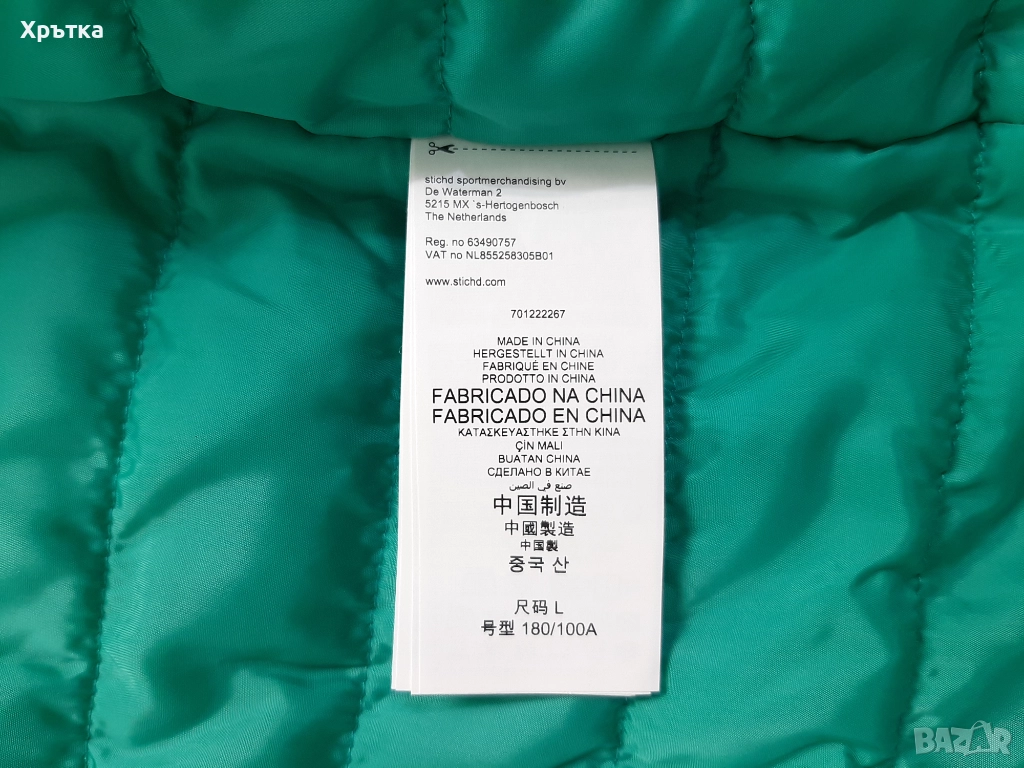 Хрътка
stichd sportmerchandising bv
De Waterman 2
5215 MX `s-Hertogenbosch
The Netherlands
Reg. no 63490757
VAT no NL855258305B01
www.stichd.com
701222267
MADE IN CHINA
HERGESTELLT IN CHINA
FABRIQUÉ EN CHINE
PRODOTTO IN CHINA
FABRICADO NA CHINA
FABRICADO EN CHINA
ΚΑΤΑΣΚΕΥΑΣΤΗΚΕ ΣΤΗΝ ΚΙΝΑ
ÇİN MALI
BUATAN CHINA
СДЕЛАНО В КИТАЕ
صنع في الصين
中国制造
中國製造
中国製
중국 산
尺码 L
号型 180/100A
BAZAR